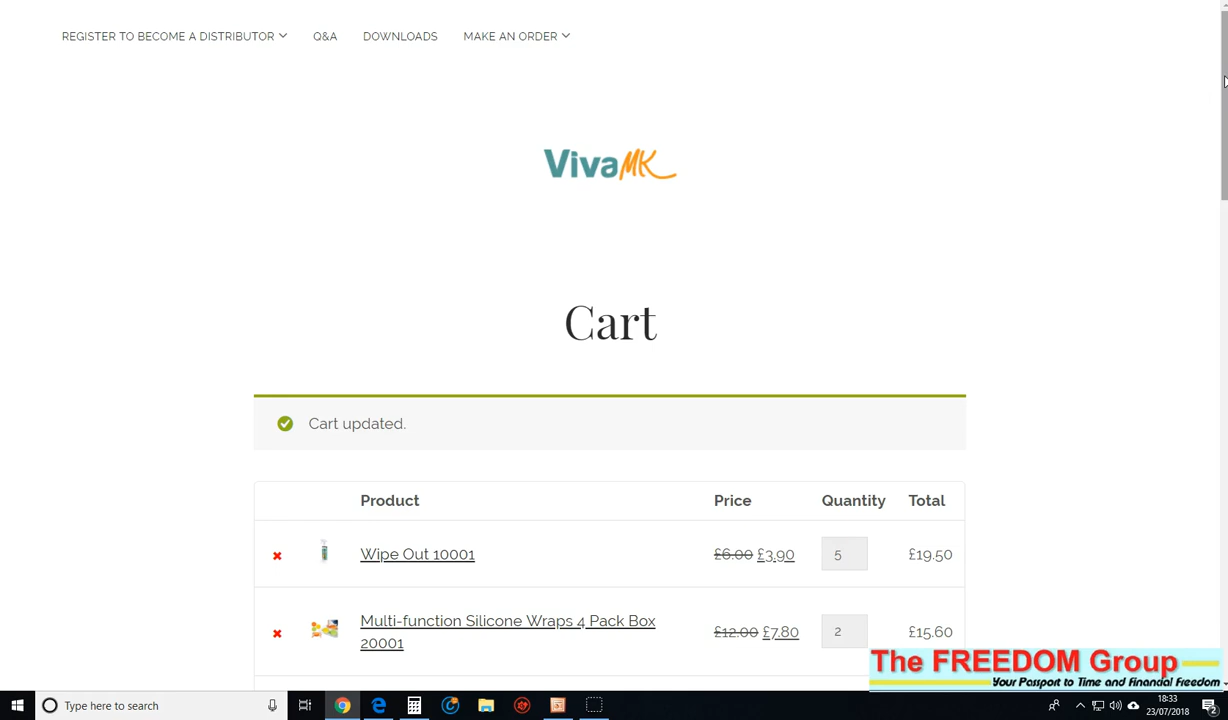 REGISTER TO BECOME A DISTRIBUTOR Q&A DOWNLOADS MAKE AN ORDER
VivaMK
Cart
Cart updated.
Product Price Quantity Total
Wipe Out 10001 £6.00 £3.90 5 £19.50
Multi-function Silicone Wraps 4 Pack Box
20001 £12.00 £7.80 2 £15.60
The FREEDOM Group
Your Passport to Time and Financial Freedom
Type here to search
18:33
23/07/2018
2